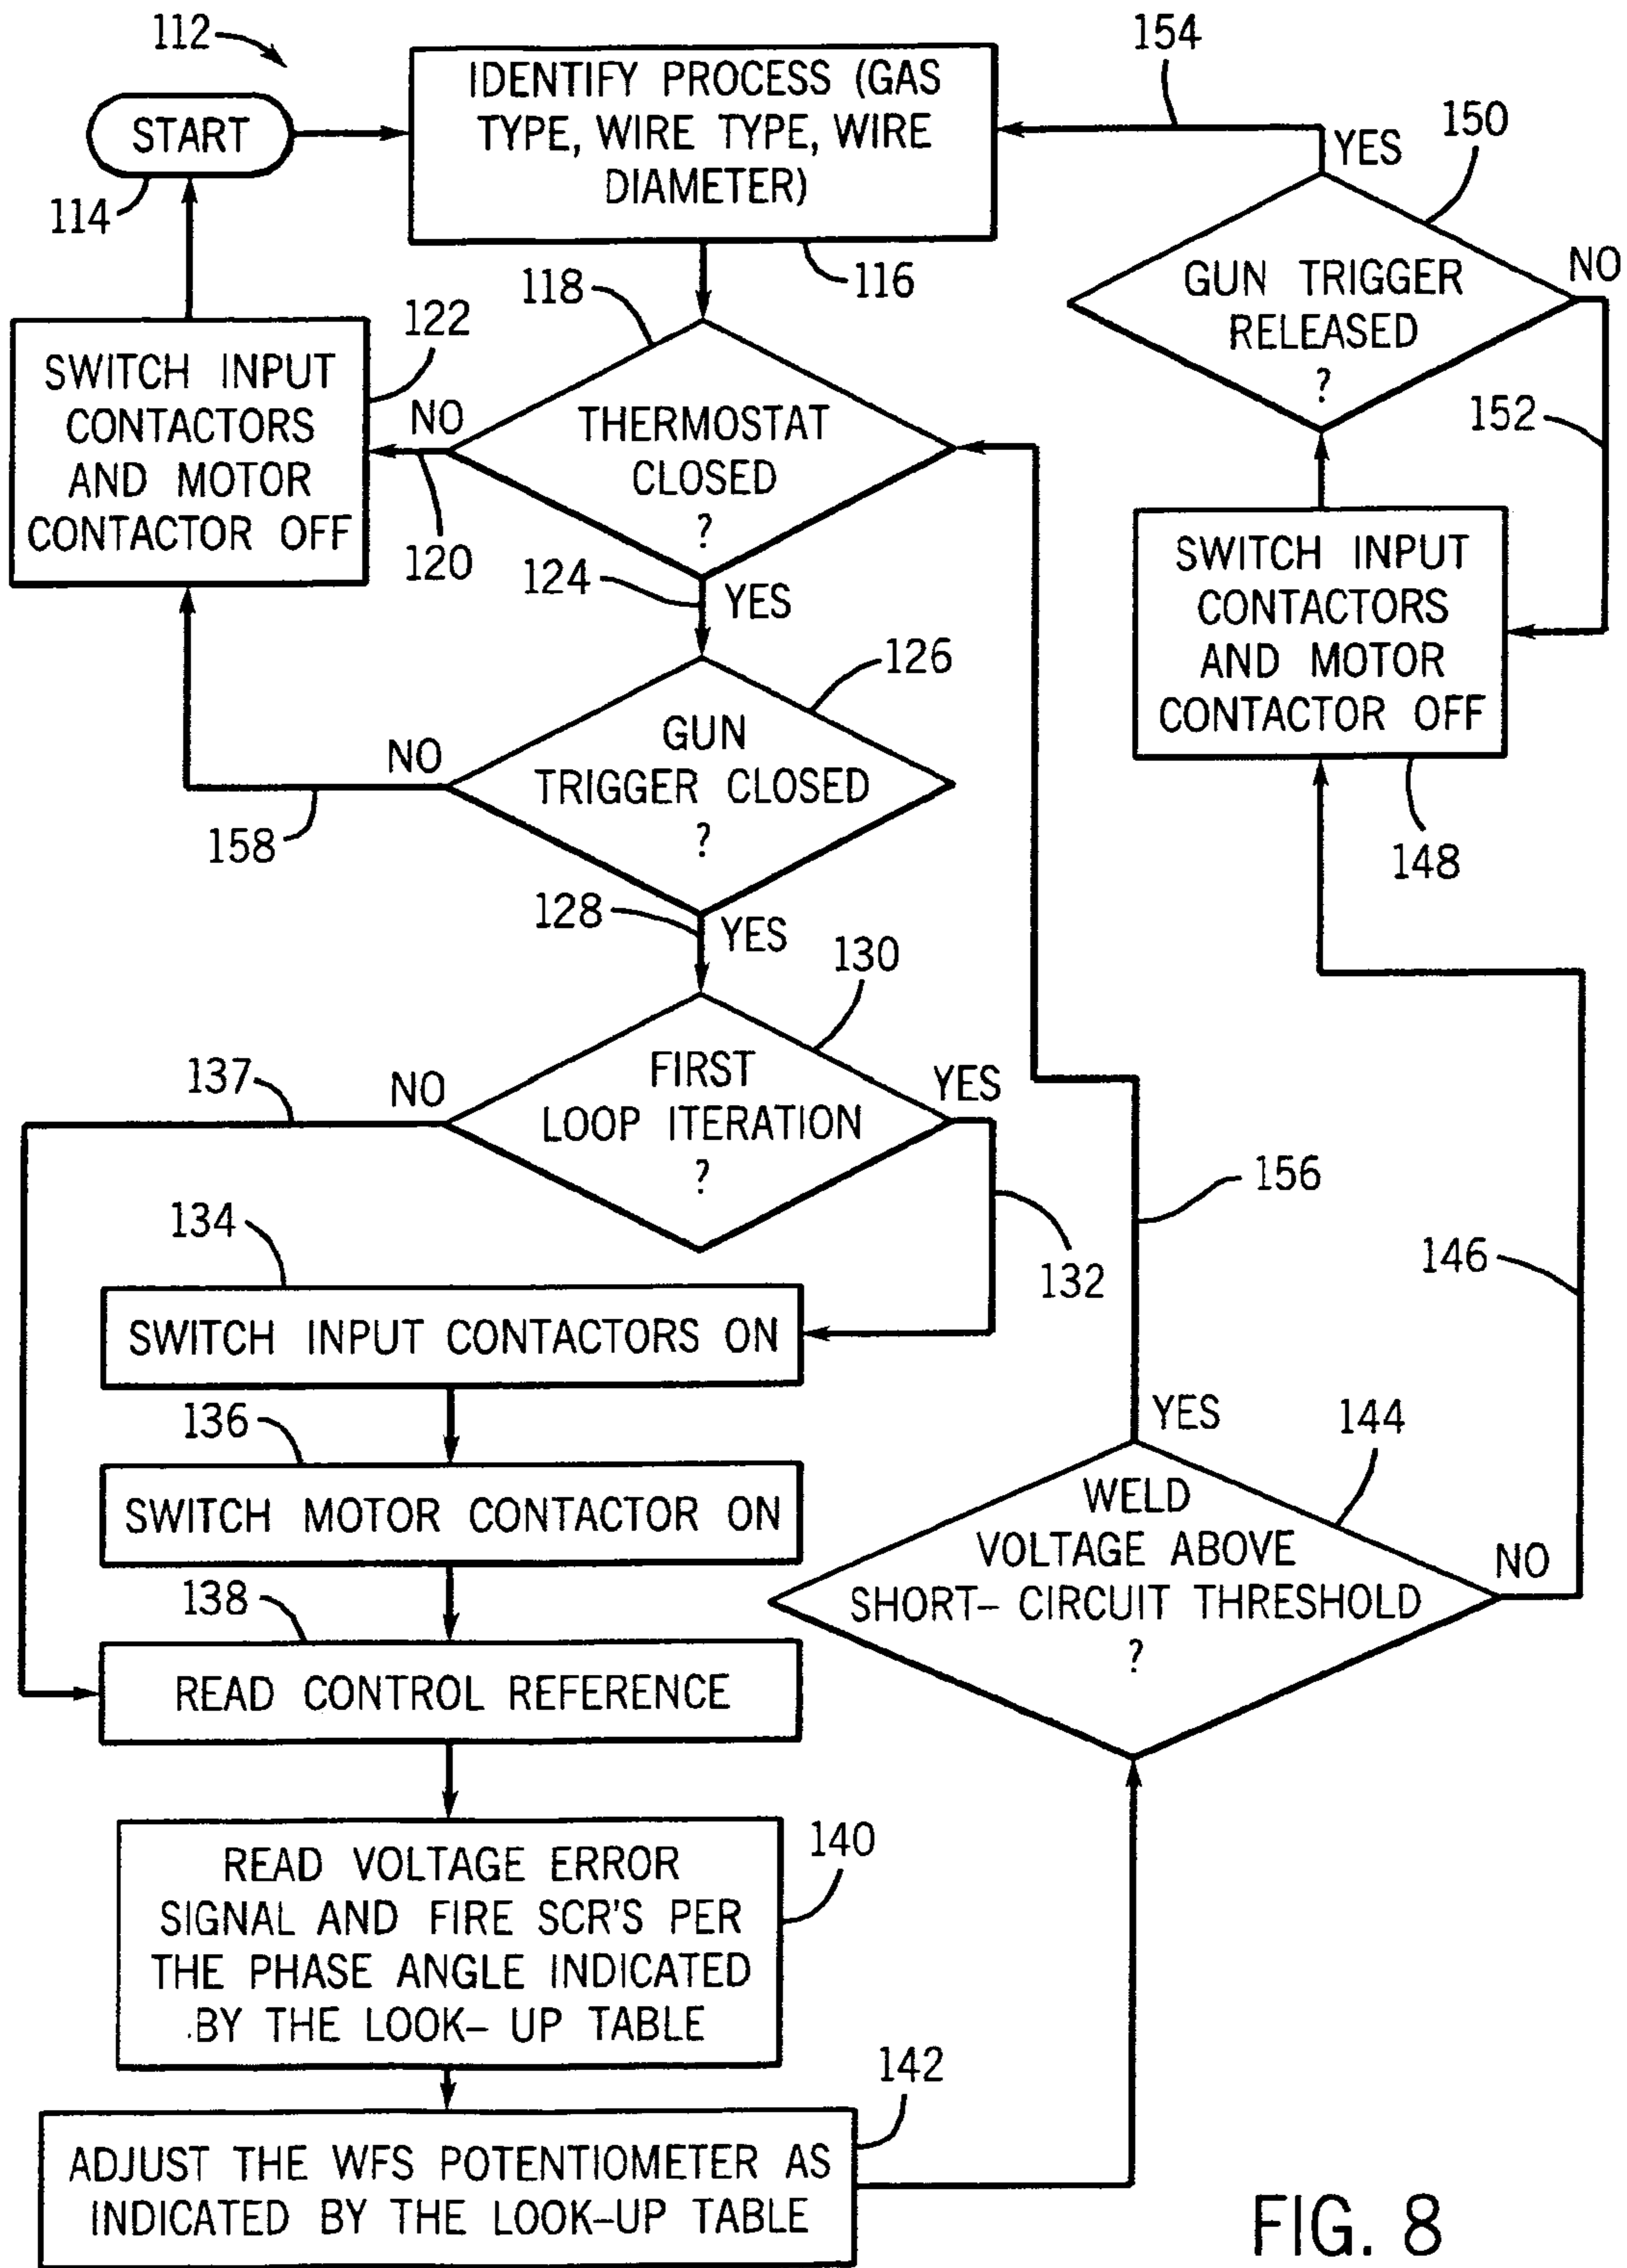 112
START
114
IDENTIFY PROCESS (GAS
TYPE, WIRE TYPE, WIRE
DIAMETER)
116
154
YES
150
GUN TRIGGER
RELEASED
?
NO
152
118
THERMOSTAT
CLOSED
?
NO
120
122
SWITCH INPUT
CONTACTORS
AND MOTOR
CONTACTOR OFF
124
YES
SWITCH INPUT
CONTACTORS
AND MOTOR
CONTACTOR OFF
148
126
GUN
TRIGGER CLOSED
?
NO
158
128
YES
130
FIRST
LOOP ITERATION
?
NO
137
YES
132
134
SWITCH INPUT CONTACTORS ON
136
SWITCH MOTOR CONTACTOR ON
138
READ CONTROL REFERENCE
140
READ VOLTAGE ERROR
SIGNAL AND FIRE SCR'S PER
THE PHASE ANGLE INDICATED
BY THE LOOK– UP TABLE
142
ADJUST THE WFS POTENTIOMETER AS
INDICATED BY THE LOOK–UP TABLE
156
146
YES
144
WELD
VOLTAGE ABOVE
SHORT– CIRCUIT THRESHOLD
?
NO
FIG. 8